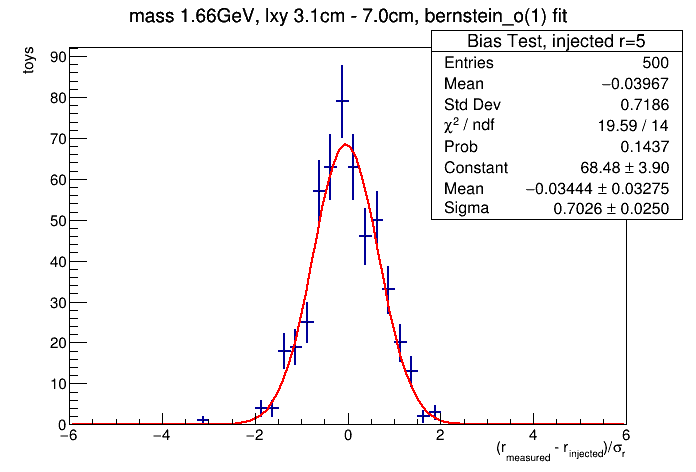 mass 1.66GeV, lxy 3.1cm - 7.0cm, bernstein_o(1) fit
Bias Test, injected r=5
Entries 500
Mean −0.03967
Std Dev 0.7186
χ² / ndf 19.59 / 14
Prob 0.1437
Constant 68.48 ± 3.90
Mean −0.03444 ± 0.03275
Sigma 0.7026 ± 0.0250
toys
90
80
70
60
50
40
30
20
10
0
−6 −4 −2 0 2 4 6
(r_measured - r_injected)/σ_r